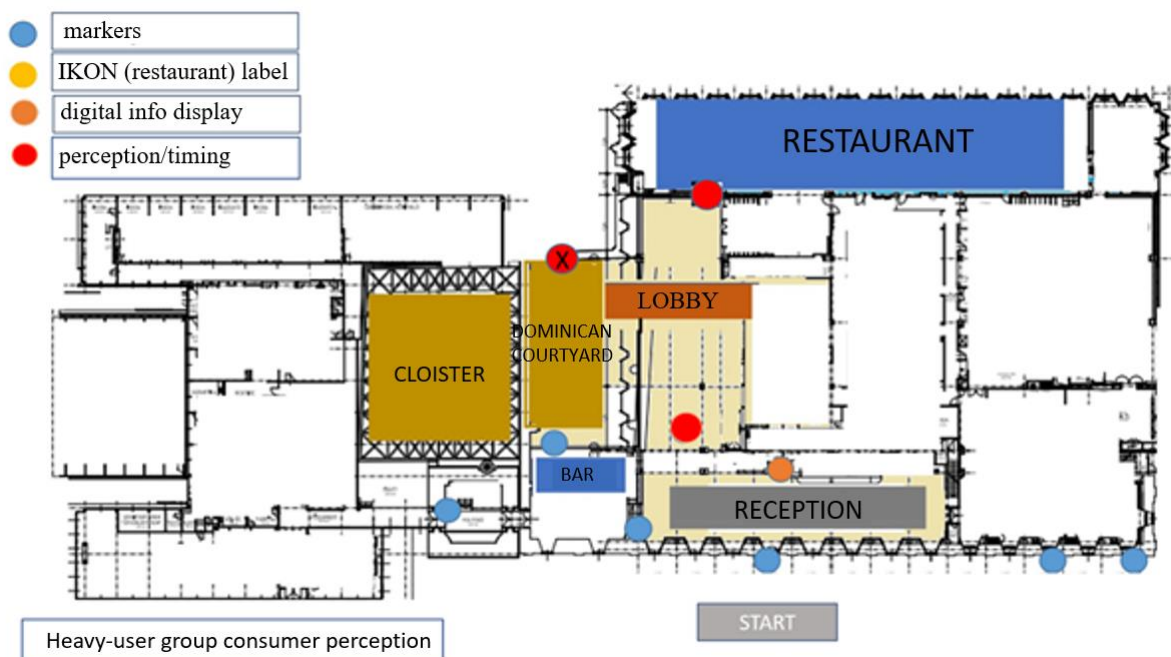 markers
IKON (restaurant) label
digital info display
perception/timing
RESTAURANT
X
LOBBY
DOMINICAN
COURTYARD
CLOISTER
BAR
RECEPTION
START
Heavy-user group consumer perception